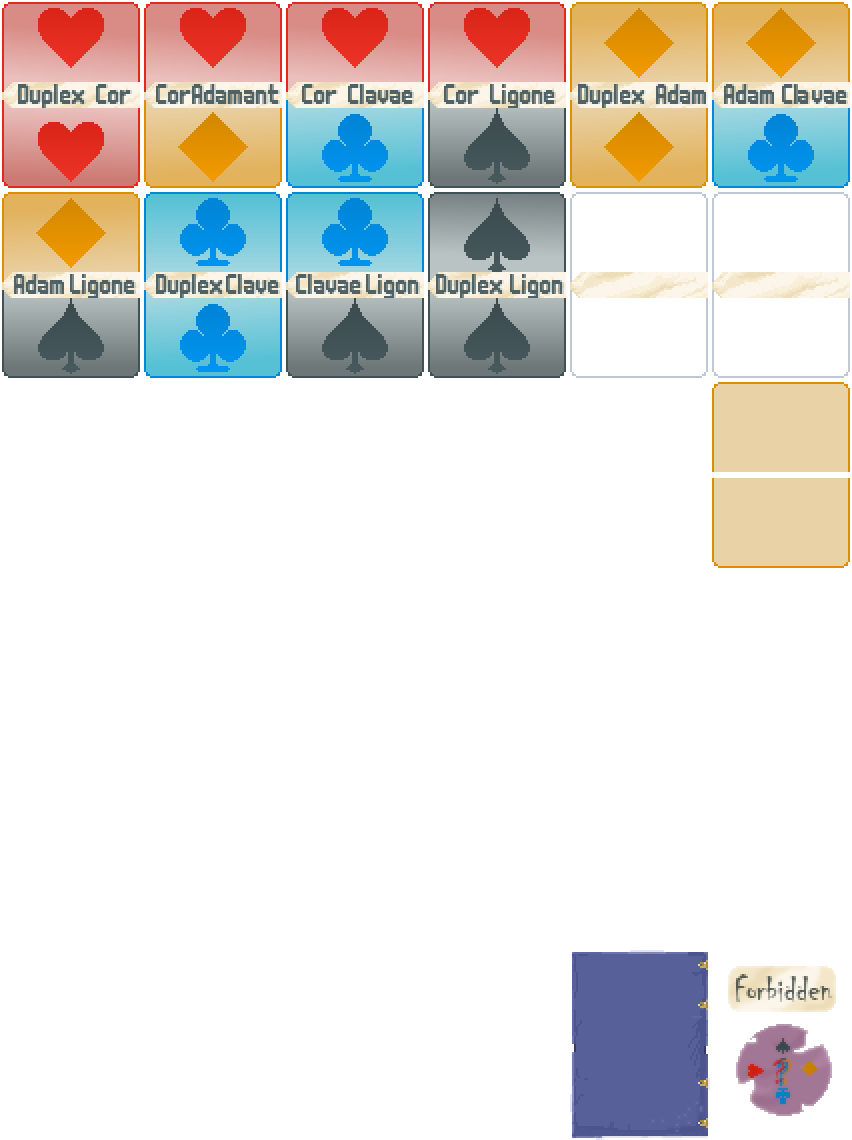 Duplex Cor
CorAdamant
Cor Clavae
Cor Ligone
Duplex Adam
Adam Clavae
Adam Ligone
DuplexClave
Clavae Ligon
Duplex Ligon
Forbidden
?